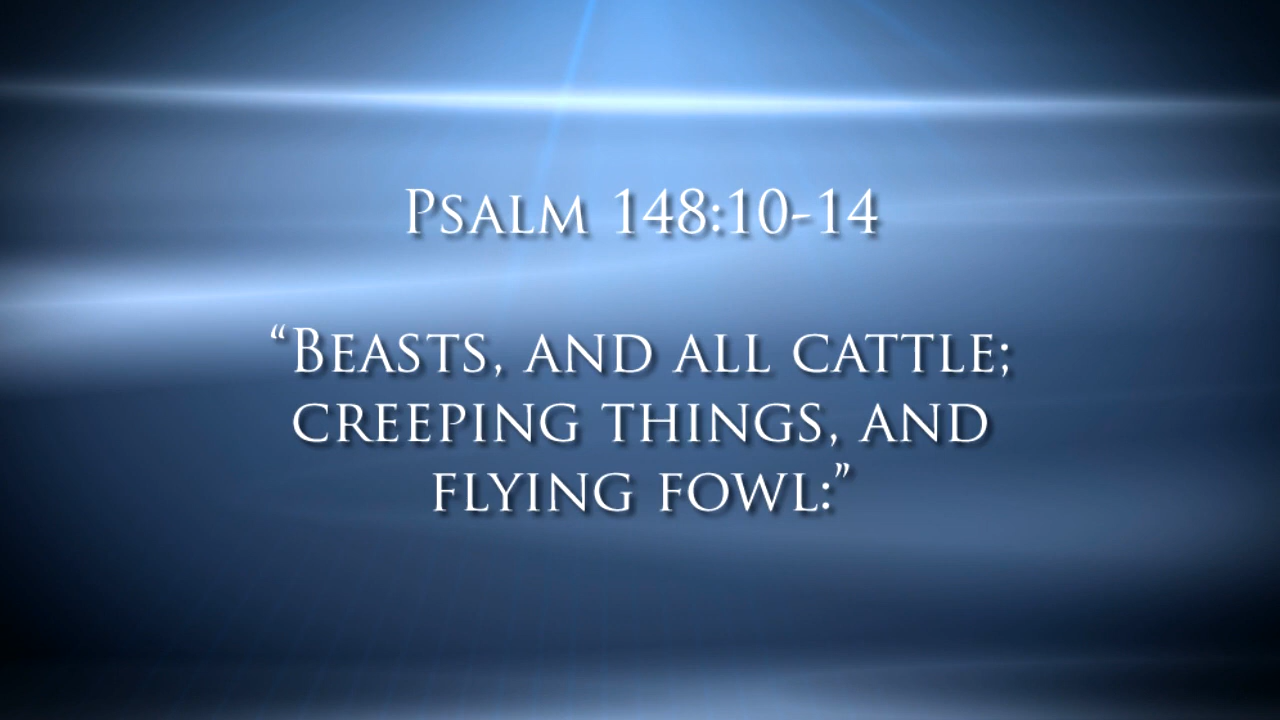 Psalm 148:10-14
“Beasts, and all cattle;
creeping things, and
flying fowl:”